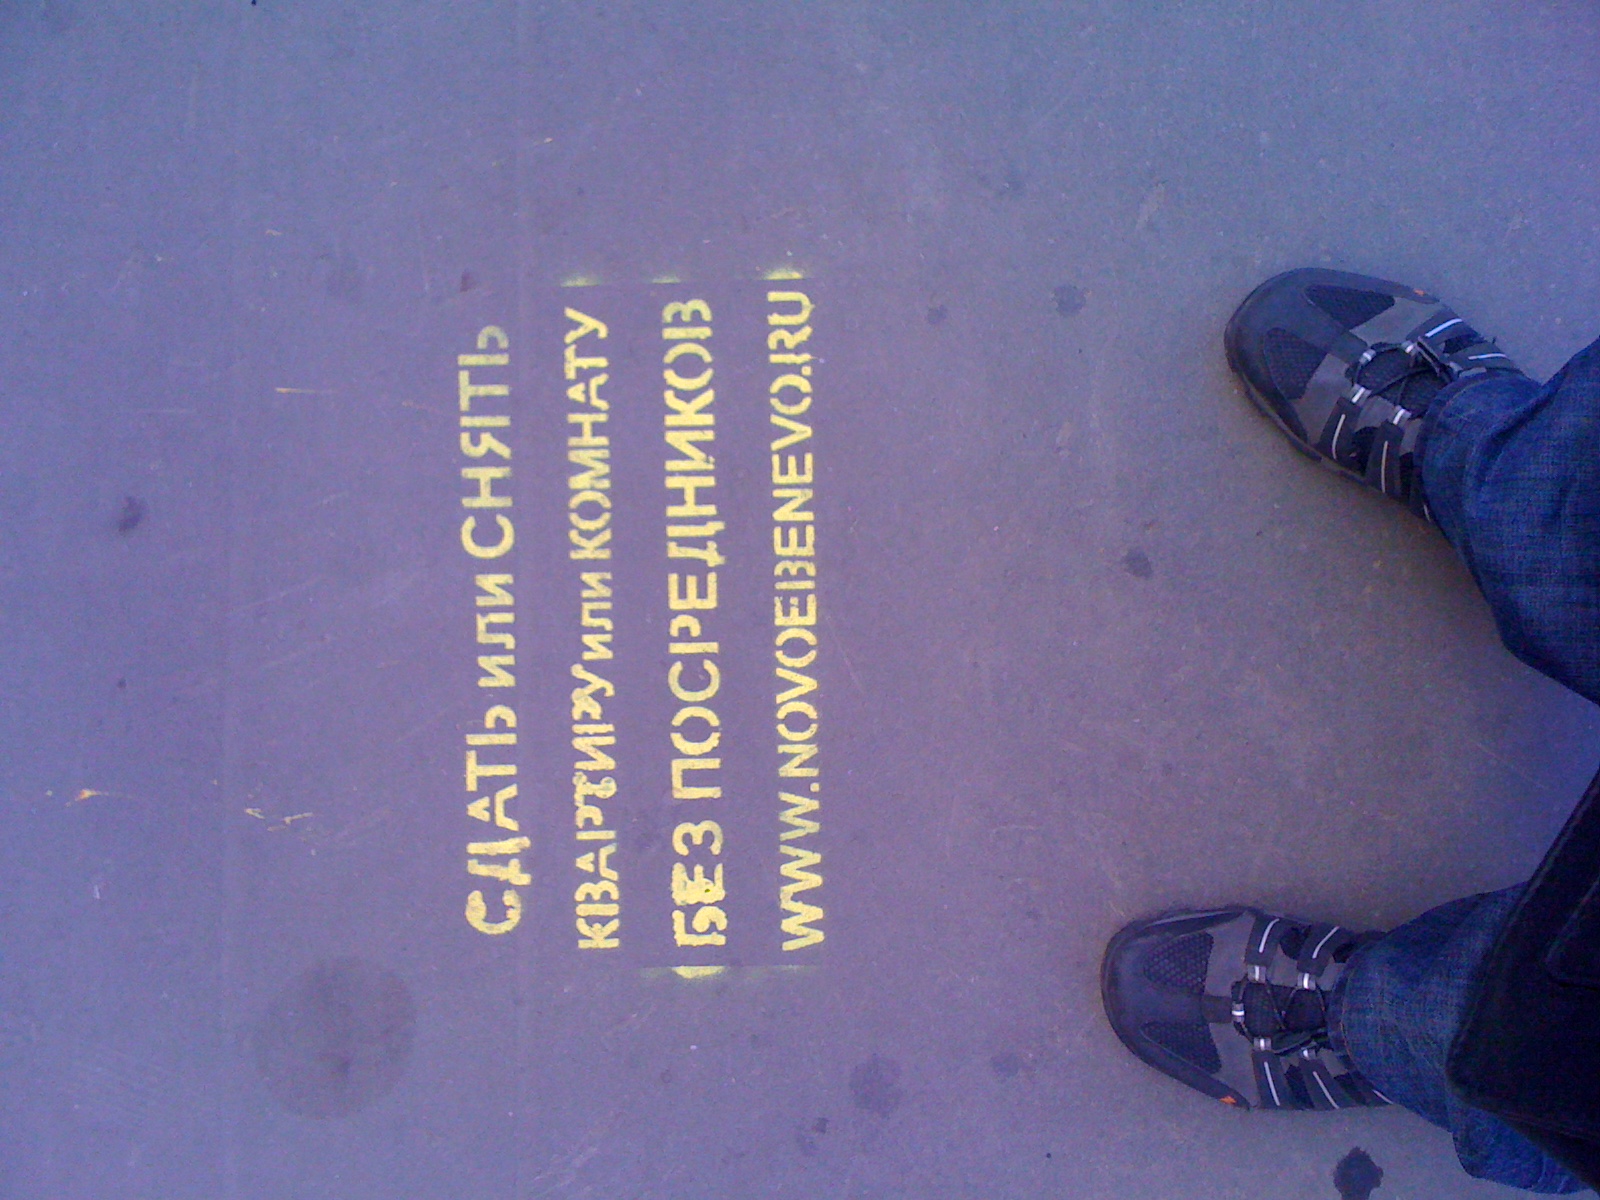 СДАТЬ ИЛИ СНЯТЬ
КВАРТИРУ ИЛИ КОМНАТУ
БЕЗ ПОСРЕДНИКОВ
WWW.NOVOEBENEVO.RU